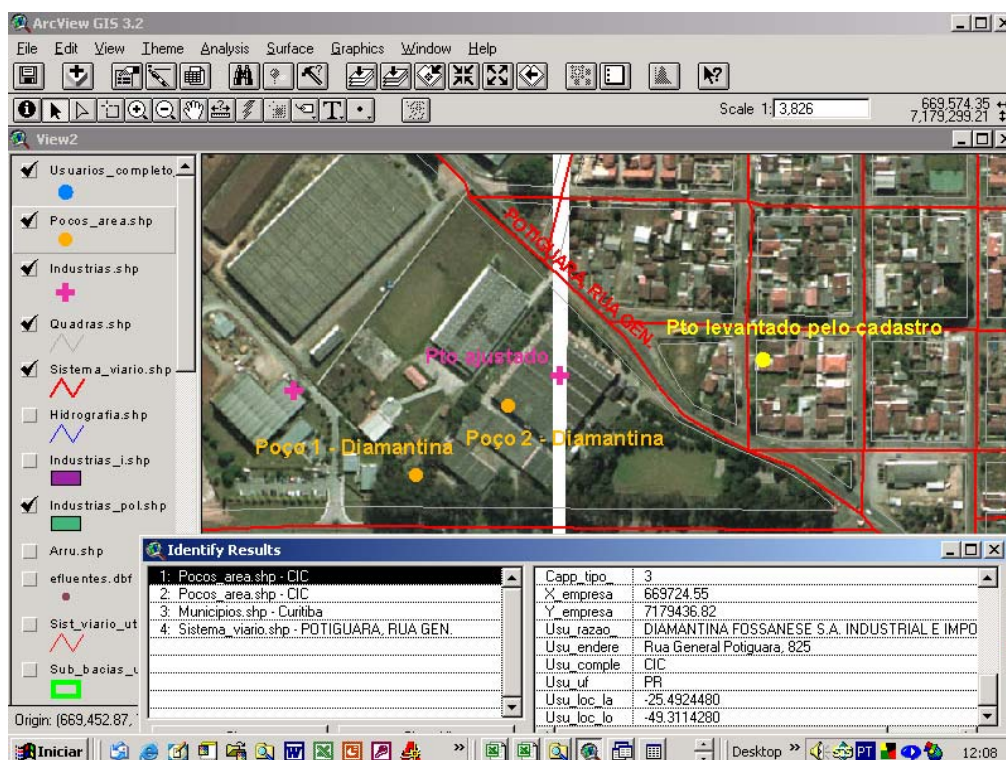 ArcView GIS 3.2
File Edit View Theme Analysis Surface Graphics Window Help
Scale 1: 3,826
669,574.35
7,179,299.21
View2
Usuarios_completo_
Pocos_area.shp
Industrias.shp
Quadras.shp
Sistema_viario.shp
Hidrografia.shp
Industrias_i.shp
Industrias_pol.shp
Arru.shp
efluentes.dbf
Sist_viario_ut
Sub_bacias_u
POTIGUARA, RUA GEN.
Pto levantado pelo cadastro
Pto ajustado
Poço 1 - Diamantina
Poço 2 - Diamantina
Identify Results
1: Pocos_area.shp - CIC
2: Pocos_area.shp - CIC
3: Municipios.shp - Curitiba
4: Sistema_viario.shp - POTIGUARA, RUA GEN.
Capp_tipo_ 3
X_empresa 669724.55
Y_empresa 7179436.82
Usu_razao_ DIAMANTINA FOSSANESE S.A. INDUSTRIAL E IMPO
Usu_endere Rua General Potiguara, 825
Usu_comple CIC
Usu_uf PR
Usu_loc_la -25.4924480
Usu_loc_lo -49.3114280
Origin: (669,452.87,
Iniciar
Desktop
PT
12:08